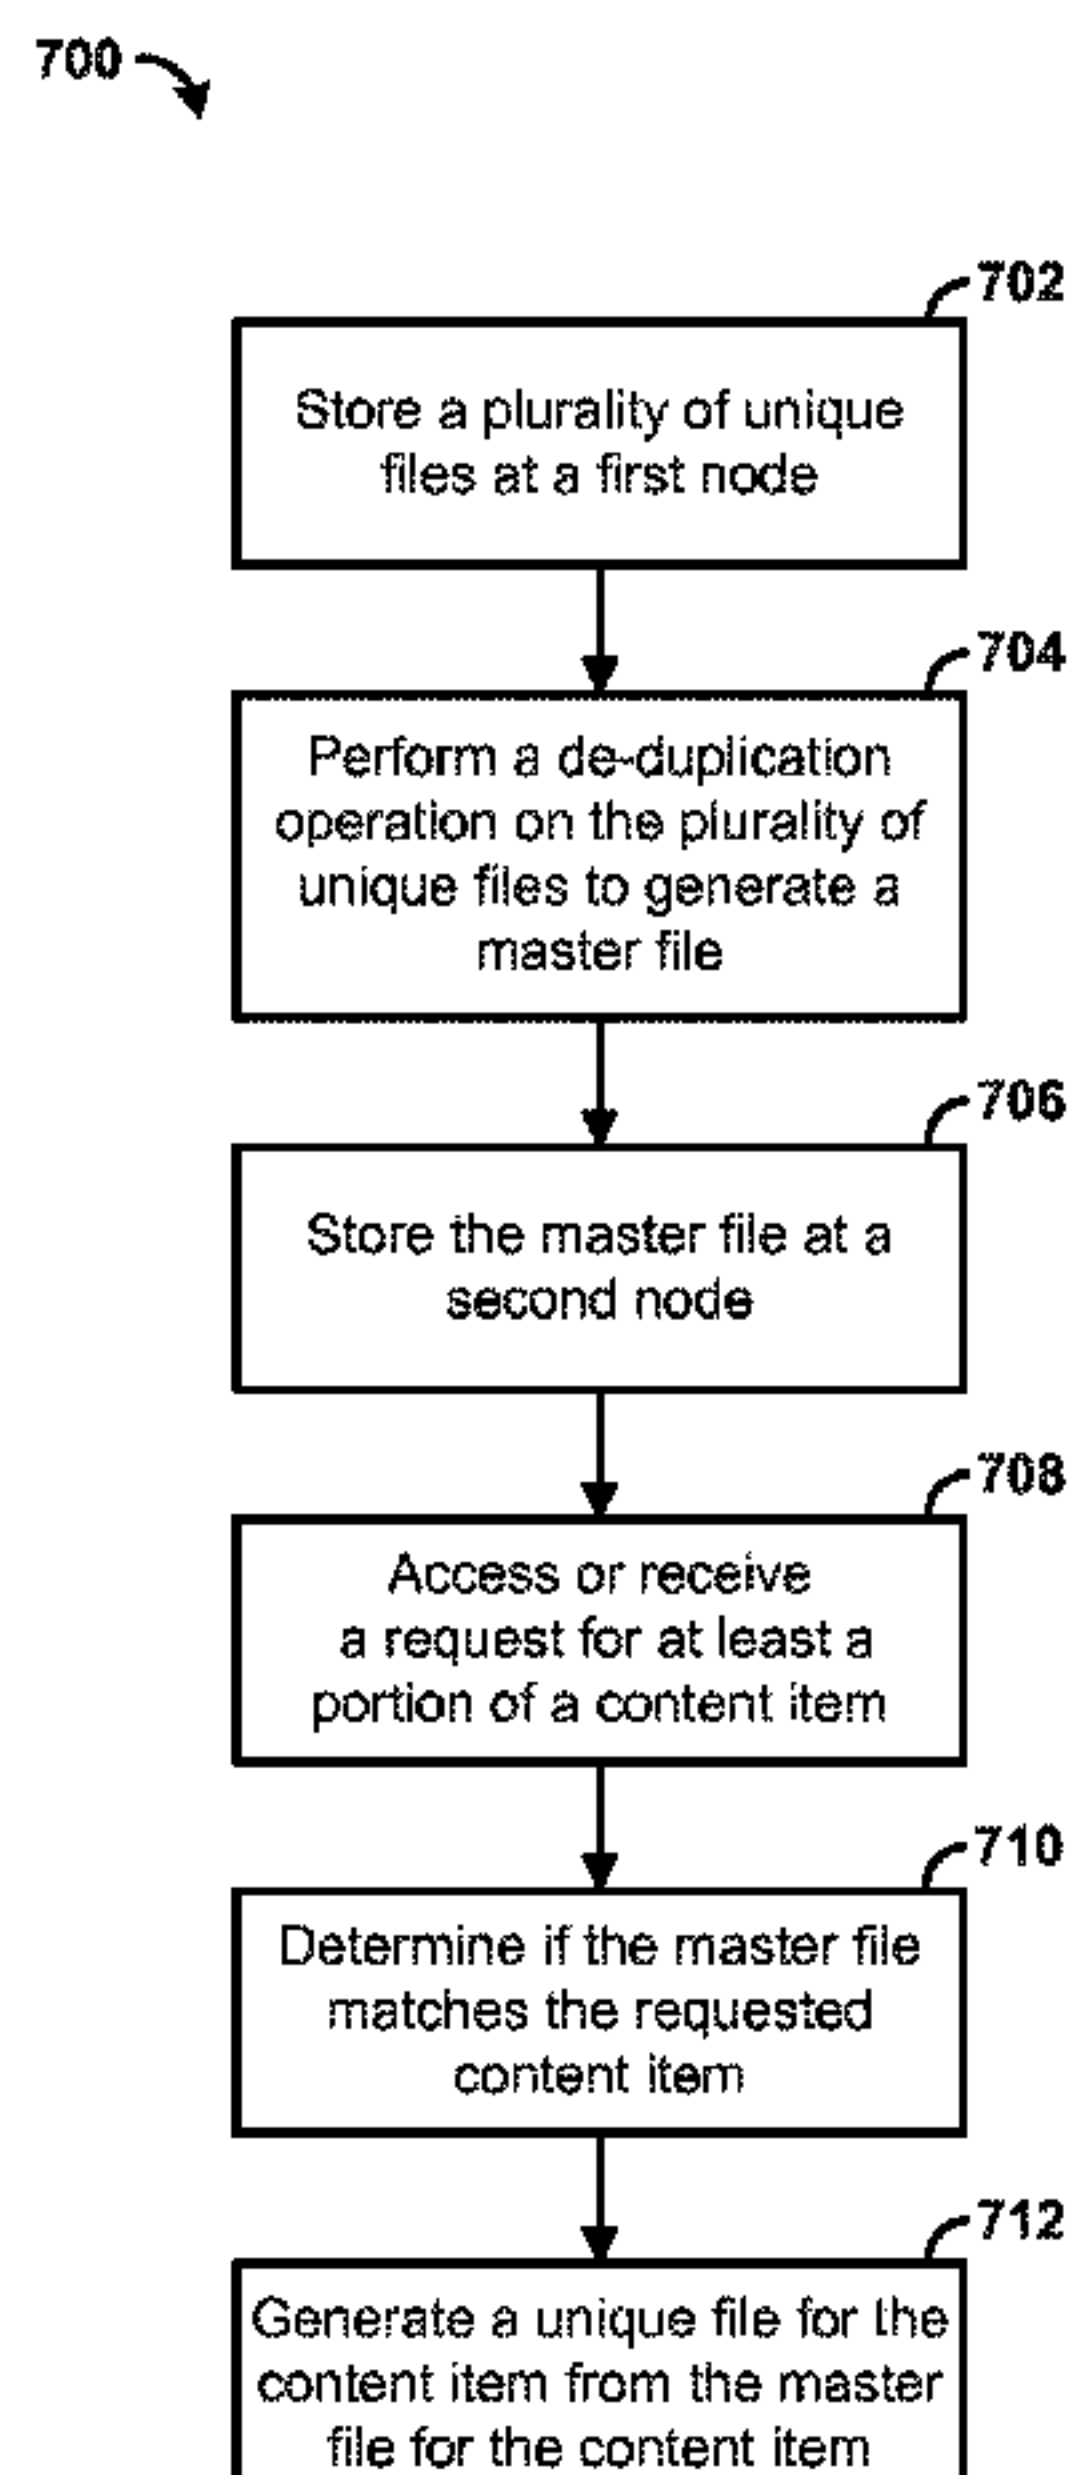 700
702
Store a plurality of unique
files at a first node
704
Perform a de-duplication
operation on the plurality of
unique files to generate a
master file
706
Store the master file at a
second node
708
Access or receive
a request for at least a
portion of a content item
710
Determine if the master file
matches the requested
content item
712
Generate a unique file for the
content item from the master
file for the content item